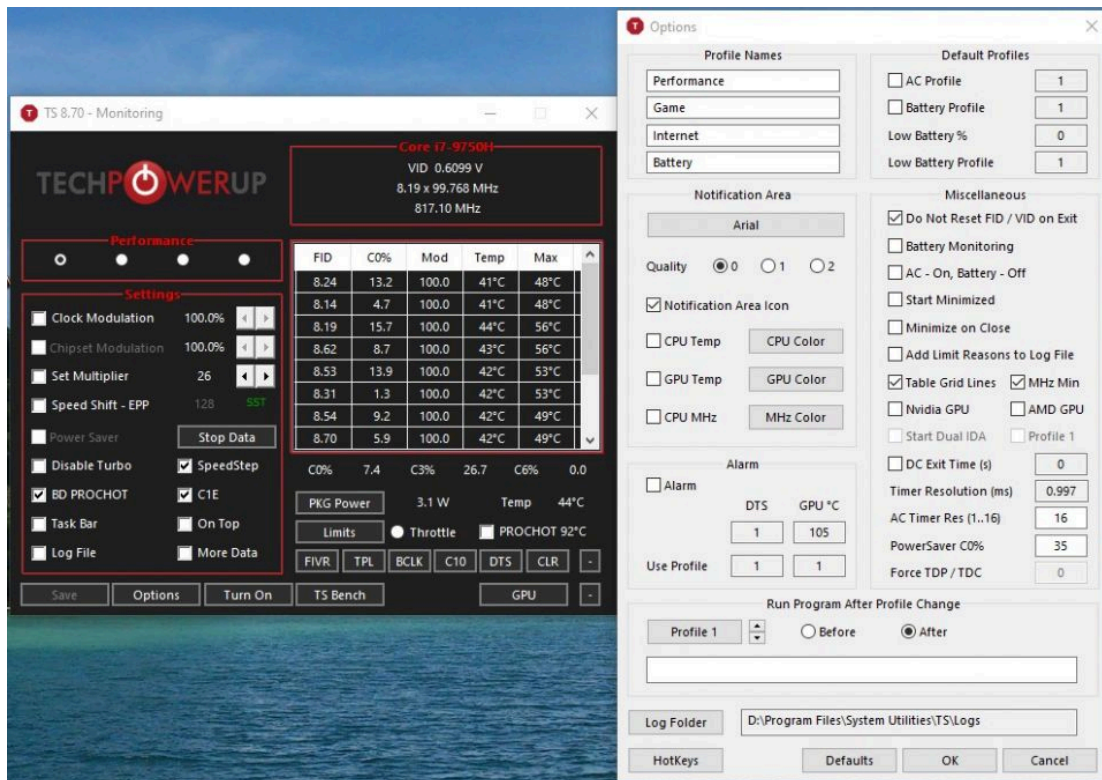 TS 8.70 - Monitoring
TECHPOWERUP
Core i7-9750H
VID 0.6099 V
8.19 x 99.768 MHz
817.10 MHz
Performance
Settings
Clock Modulation 100.0%
Chipset Modulation 100.0%
Set Multiplier 26
Speed Shift - EPP 128 SST
Power Saver Stop Data
Disable Turbo SpeedStep
BD PROCHOT C1E
Task Bar On Top
Log File More Data
Save Options Turn On
FID C0% Mod Temp Max
8.24 13.2 100.0 41°C 48°C
8.14 4.7 100.0 41°C 48°C
8.19 15.7 100.0 44°C 56°C
8.62 8.7 100.0 43°C 56°C
8.53 13.9 100.0 42°C 53°C
8.31 1.3 100.0 42°C 53°C
8.54 9.2 100.0 42°C 49°C
8.70 5.9 100.0 42°C 49°C
C0% 7.4 C3% 26.7 C6% 0.0
PKG Power 3.1 W Temp 44°C
Limits Throttle PROCHOT 92°C
FIVR TPL BCLK C10 DTS CLR -
TS Bench GPU -
Options
Profile Names
Performance
Game
Internet
Battery
Default Profiles
AC Profile 1
Battery Profile 1
Low Battery % 0
Low Battery Profile 1
Notification Area
Arial
Quality 0 1 2
Notification Area Icon
CPU Temp CPU Color
GPU Temp GPU Color
CPU MHz MHz Color
Miscellaneous
Do Not Reset FID / VID on Exit
Battery Monitoring
AC - On, Battery - Off
Start Minimized
Minimize on Close
Add Limit Reasons to Log File
Table Grid Lines MHz Min
Nvidia GPU AMD GPU
Start Dual IDA Profile 1
DC Exit Time (s) 0
Timer Resolution (ms) 0.997
AC Timer Res (1..16) 16
PowerSaver C0% 35
Force TDP / TDC 0
Alarm
Alarm
DTS GPU °C
1 105
Use Profile 1 1
Run Program After Profile Change
Profile 1 Before After
Log Folder D:\Program Files\System Utilities\TS\Logs
HotKeys Defaults OK Cancel